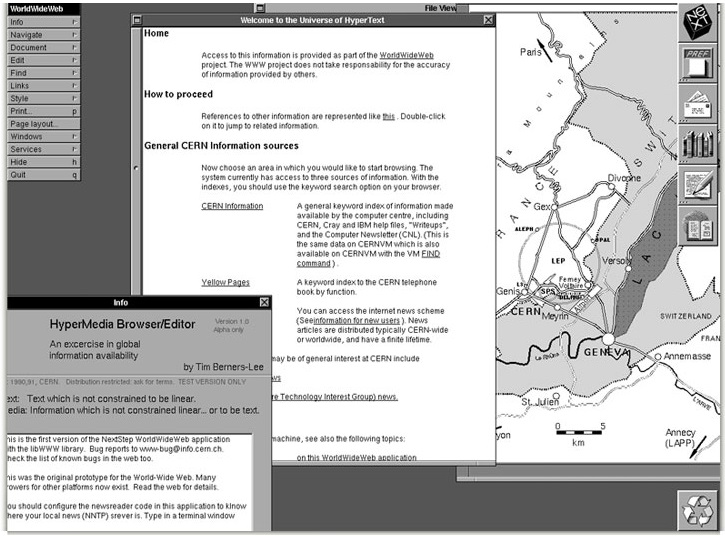 WorldWideWeb
Info
Navigate
Document
Edit
Find
Links
Style
Print... p
Page layout...
Windows
Services
Hide h
Quit q
Welcome to the Universe of HyperText
Home
Access to this information is provided as part of the WorldWideWeb
project. The WWW project does not take responsibility for the accuracy
of information provided by others.
How to proceed
References to other information are represented like this . Double-click
on it to jump to related information.
General CERN Information sources
Now choose an area in which you would like to start browsing. The
system currently has access to three sources of information. With the
indexes, you should use the keyword search option on your browser.
CERN Information
A general keyword index of information made
available by the computer centre, including
CERN, Cray and IBM help files, "Writeups",
and the Computer Newsletter (CNL). (This is
the same data on CERNVM which is also
available on CERNVM with the VM FIND
command ) .
Yellow Pages
A keyword index to the CERN telephone
book by function.
You can access the internet news scheme
(Seeinformation for new users ). News
articles are distributed typically CERN-wide
or worldwide, and have a finite lifetime.
may be of general interest at CERN include
ws
re Technology Interest Group) news.
machine, see also the following topics:
on this WorldWideWeb application
Info
HyperMedia Browser/Editor
Version 1.0
Alpha only
An excercise in global
information availability
by Tim Berners-Lee
1990,91, CERN. Distribution restricted: ask for terms. TEST VERSION ONLY
ext: Text which is not constrained to be linear.
edia: Information which is not constrained linear... or to be text.
his is the first version of the NextStep WorldWideWeb application
ith the libWWW library. Bug reports to www-bug@info.cern.ch.
heck the list of known bugs in the web too.
his was the original prototype for the World-Wide Web. Many
rowers for other platforms now exist. Read the web for details.
ou should configure the newsreader code in this application to know
here your local news (NNTP) srever is. Type in a terminal window
File View
Paris
Mountains
FRANCE
SWIT
Divonne
Gex
ALEPH
OPAL
LEP
LAC
Versoix
Ferney
Voltaire
L3
SPS
DELPHI
Genis
CERN
Meyrin
SWITZERLAND
FRAN
GENEVA
La Rhône
Annemasse
St. Julien
L'ARVE
yon
0 5
km
Annecy
(LAPP)
NeXT
PREF